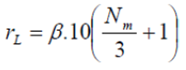 r_L = β.10(N_m/3 + 1)